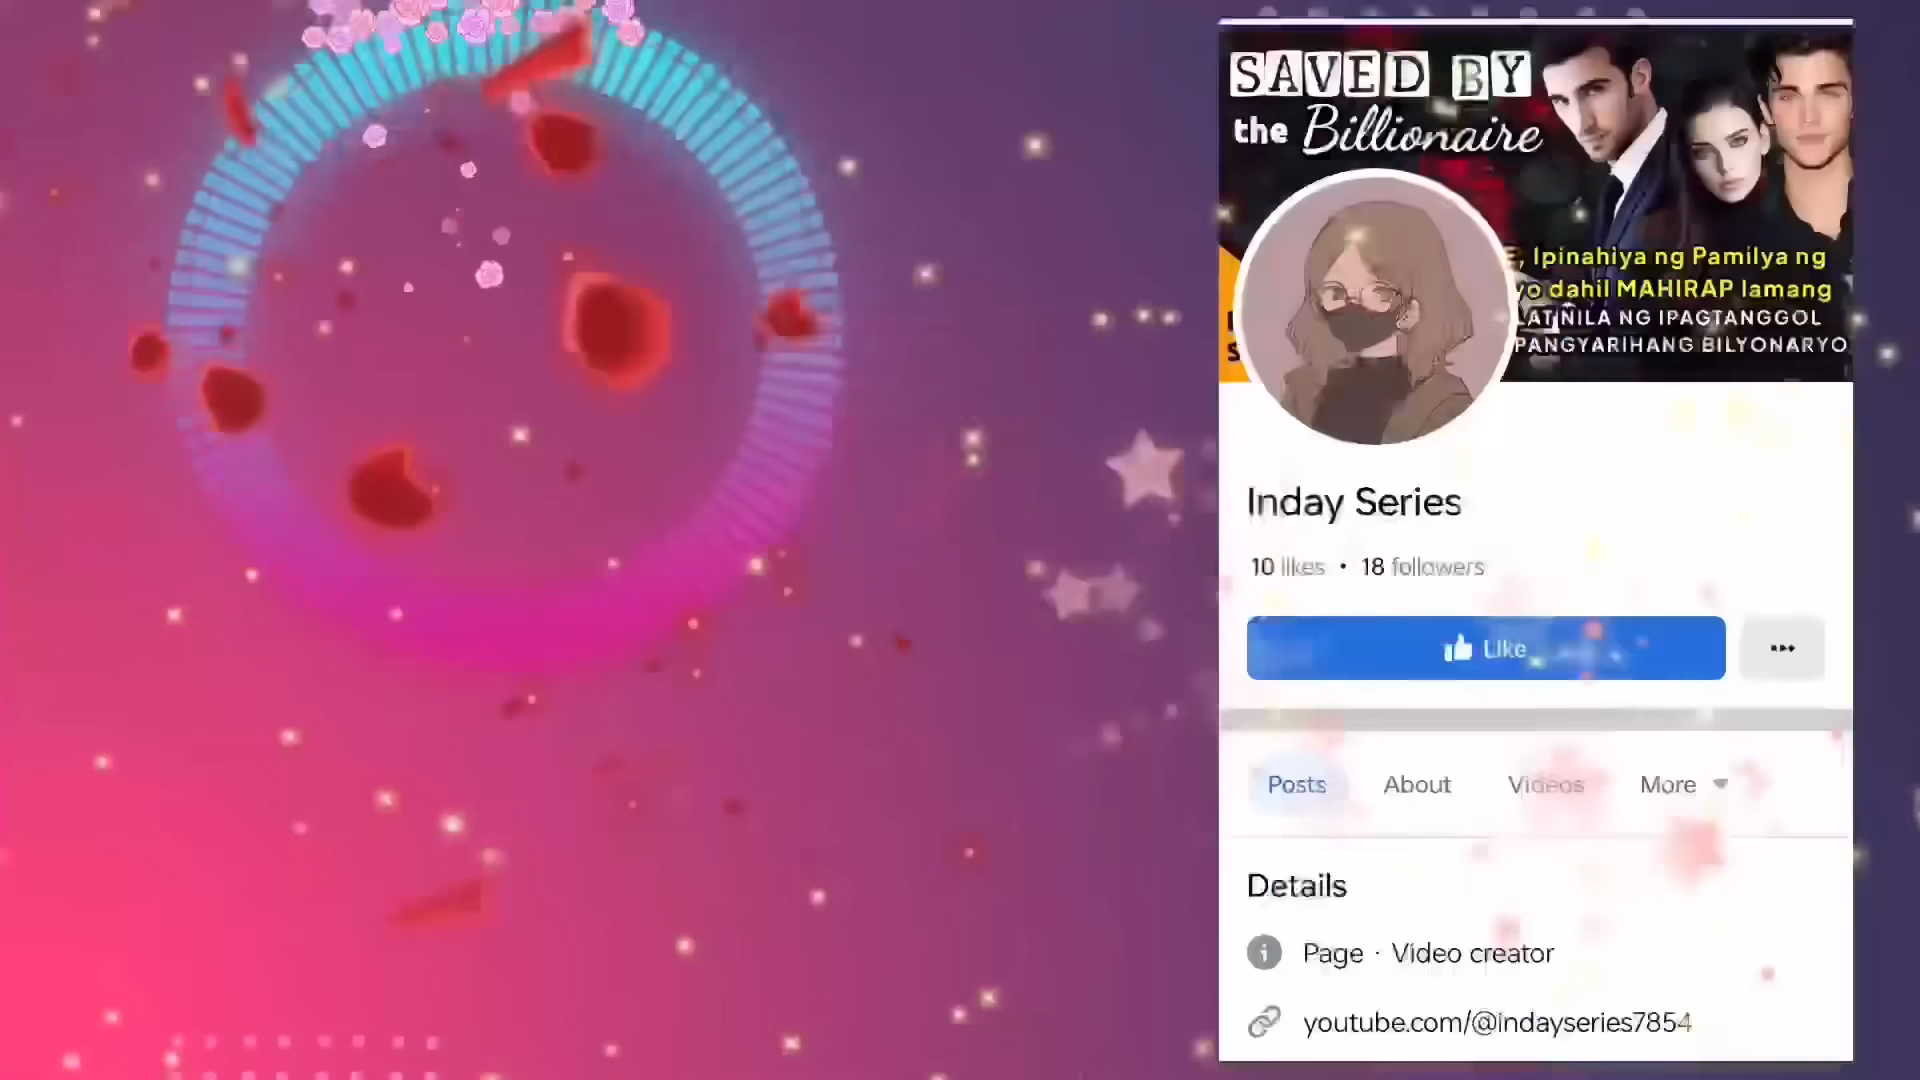 SAVED BY
the Billionaire
Ipinahiya ng Pamilya ng
dahil MAHIRAP lamang
NILA NG IPAGTANGGOL
PANGYARIHANG BILYONARYO
Inday Series
10 likes • 18 followers
Like
Posts About Videos More
Details
Page · Video creator
youtube.com/@indayseries7854